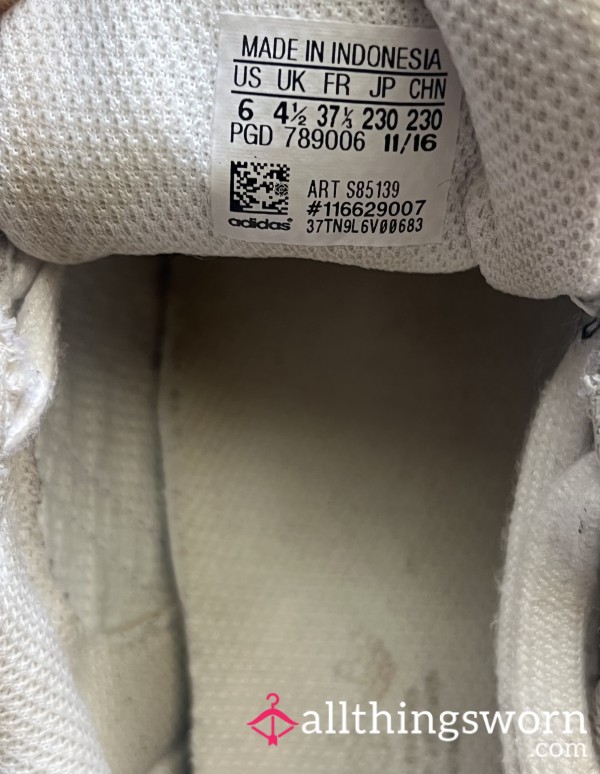 MADE IN INDONESIA
US UK FR JP CHN
6 4½ 37⅓ 230 230
PGD 789006 11/16
ART S85139
#116629007
adidas 37TN9L6V00683
allthingsworn
.com